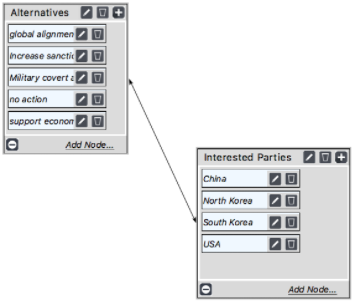 Alternatives
global alignmen
Increase sanctic
Military covert a
no action
support econom
Add Node...
Interested Parties
China
North Korea
South Korea
USA
Add Node...